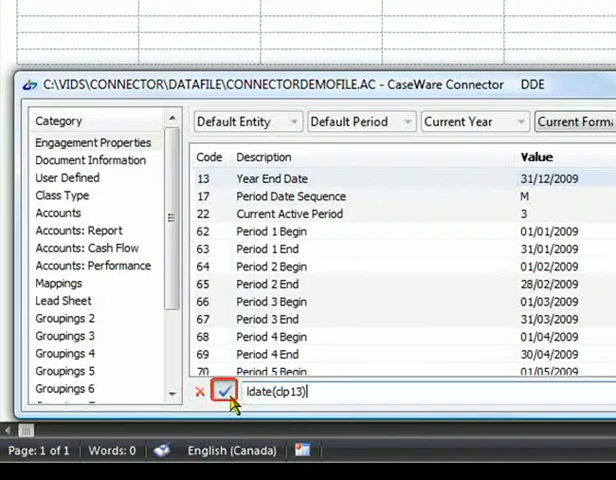 C:\VIDS\CONNECTOR\DATAFILE\CONNECTORDEMOFILE.AC - CaseWare Connector DDE
Category
Engagement Properties
Document Information
User Defined
Class Type
Accounts
Accounts: Report
Accounts: Cash Flow
Accounts: Performance
Mappings
Lead Sheet
Groupings 2
Groupings 3
Groupings 4
Groupings 5
Groupings 6
Default Entity Default Period Current Year Current Forma
Code Description Value
13 Year End Date 31/12/2009
17 Period Date Sequence M
22 Current Active Period 3
62 Period 1 Begin 01/01/2009
63 Period 1 End 31/01/2009
64 Period 2 Begin 01/02/2009
65 Period 2 End 28/02/2009
66 Period 3 Begin 01/03/2009
67 Period 3 End 31/03/2009
68 Period 4 Begin 01/04/2009
69 Period 4 End 30/04/2009
70 Period 5 Begin 01/05/2009
ldate(clp13)
Page: 1 of 1 Words: 0 English (Canada)